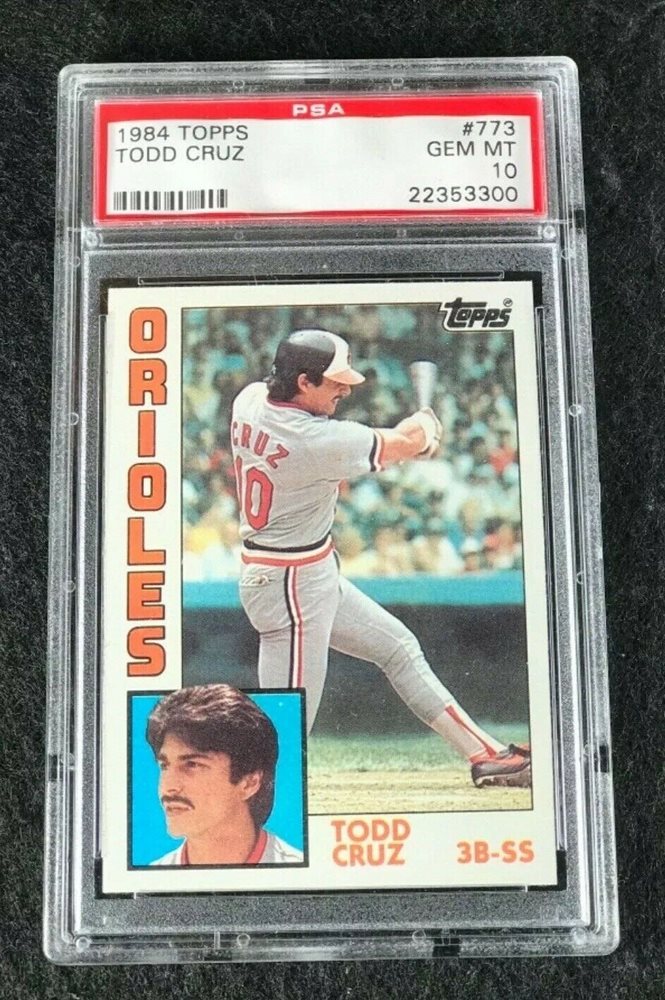 PSA
1984 TOPPS #773
TODD CRUZ GEM MT
10
22353300
Topps
ORIOLES
CRUZ
10
TODD
CRUZ 3B-SS